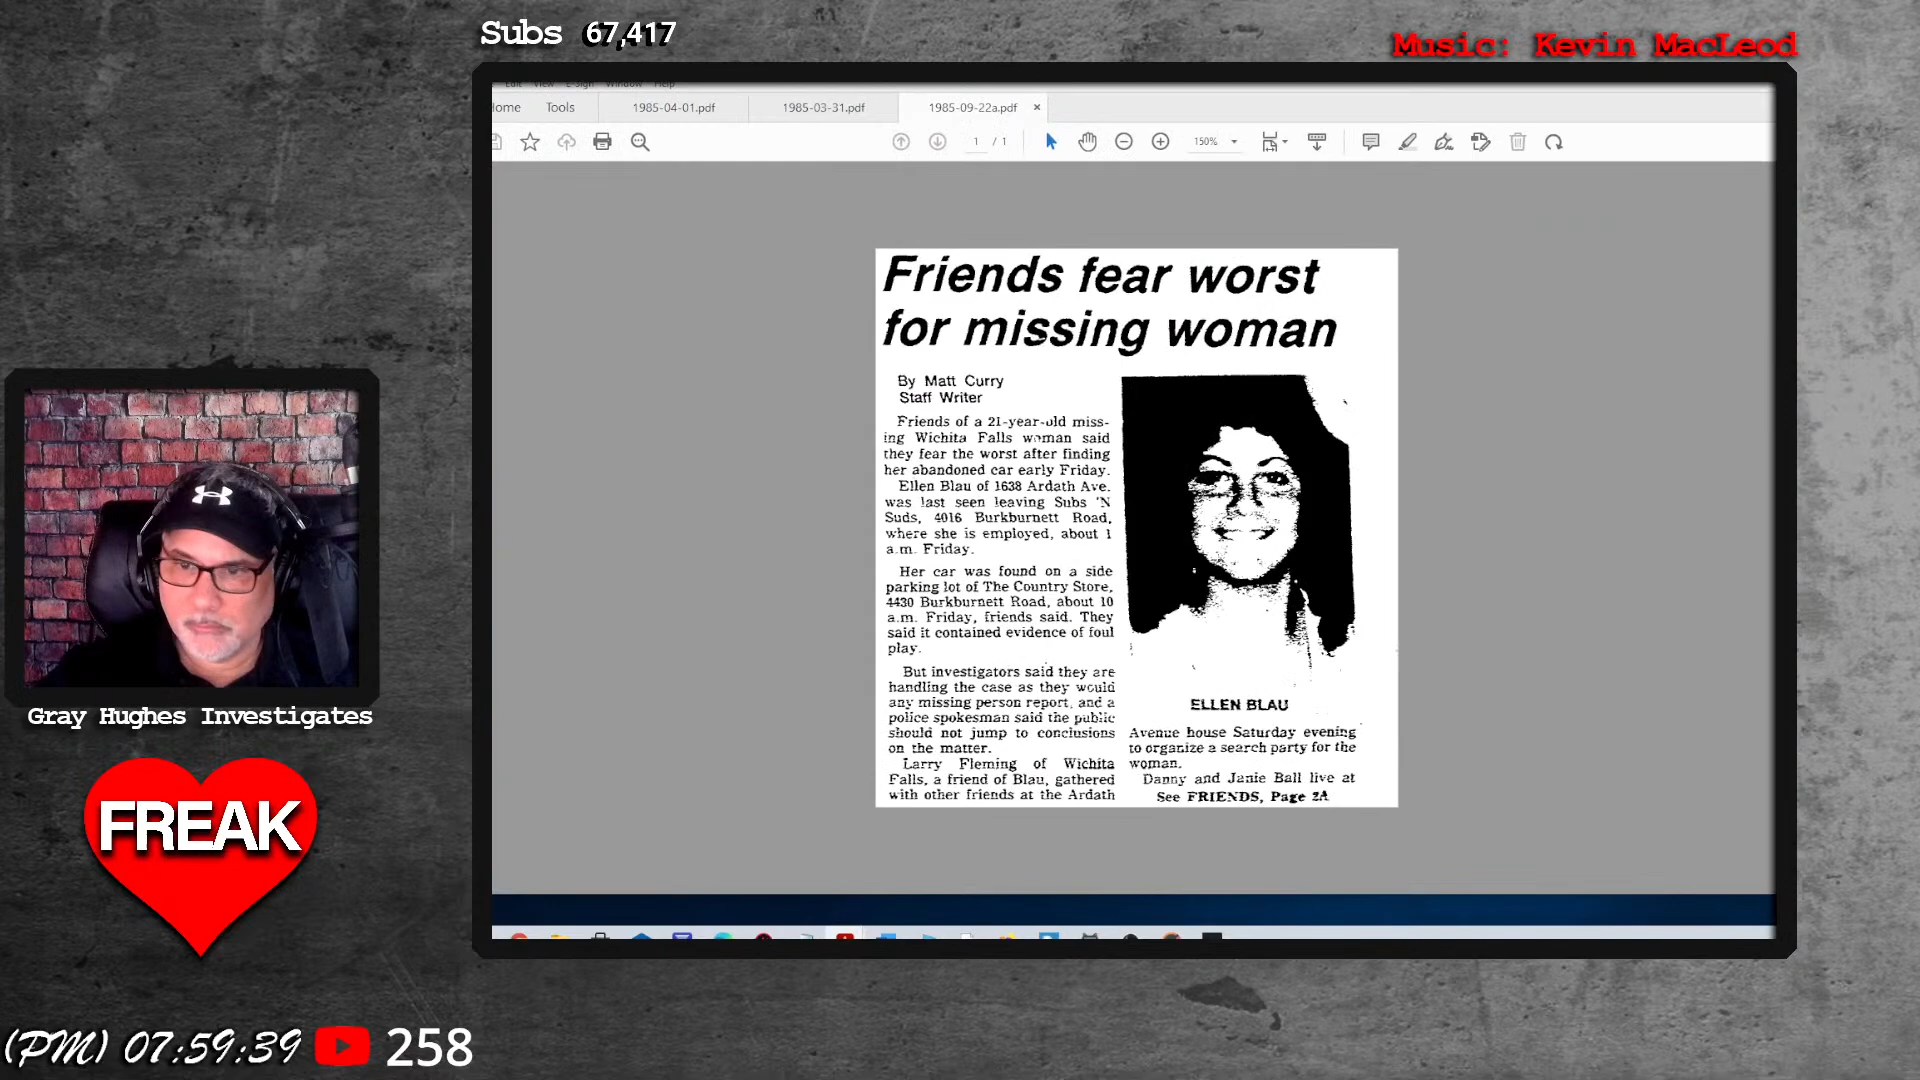 Subs 67,417
Music: Kevin MacLeod
Edit View E-Sign Window Help
ome Tools 1985-04-01.pdf 1985-03-31.pdf 1985-09-22a.pdf ×
1 / 1 150%
Friends fear worst
for missing woman
By Matt Curry
Staff Writer
Friends of a 21-year-old miss-
ing Wichita Falls woman said
they fear the worst after finding
her abandoned car early Friday.
Ellen Blau of 1638 Ardath Ave.
was last seen leaving Subs 'N
Suds, 4016 Burkburnett Road,
where she is employed, about 1
a.m. Friday.
Her car was found on a side
parking lot of The Country Store,
4430 Burkburnett Road, about 10
a.m. Friday, friends said. They
said it contained evidence of foul
play.
But investigators said they are
handling the case as they would
any missing person report, and a
police spokesman said the public
should not jump to conclusions
on the matter.
Larry Fleming of Wichita
Falls, a friend of Blau, gathered
with other friends at the Ardath
ELLEN BLAU
Avenue house Saturday evening
to organize a search party for the
woman.
Danny and Janie Ball live at
See FRIENDS, Page 2A
Gray Hughes Investigates
FREAK
(PM) 07:59:39 258